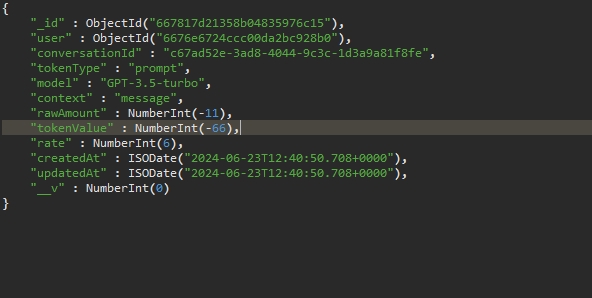 {
"_id" : ObjectId("667817d21358b04835976c15"),
"user" : ObjectId("6676e6724ccc00da2bc928b0"),
"conversationId" : "c67ad52e-3ad8-4044-9c3c-1d3a9a81f8fe",
"tokenType" : "prompt",
"model" : "GPT-3.5-turbo",
"context" : "message",
"rawAmount" : NumberInt(-11),
"tokenValue" : NumberInt(-66),
"rate" : NumberInt(6),
"createdAt" : ISODate("2024-06-23T12:40:50.708+0000"),
"updatedAt" : ISODate("2024-06-23T12:40:50.708+0000"),
"__v" : NumberInt(0)
}